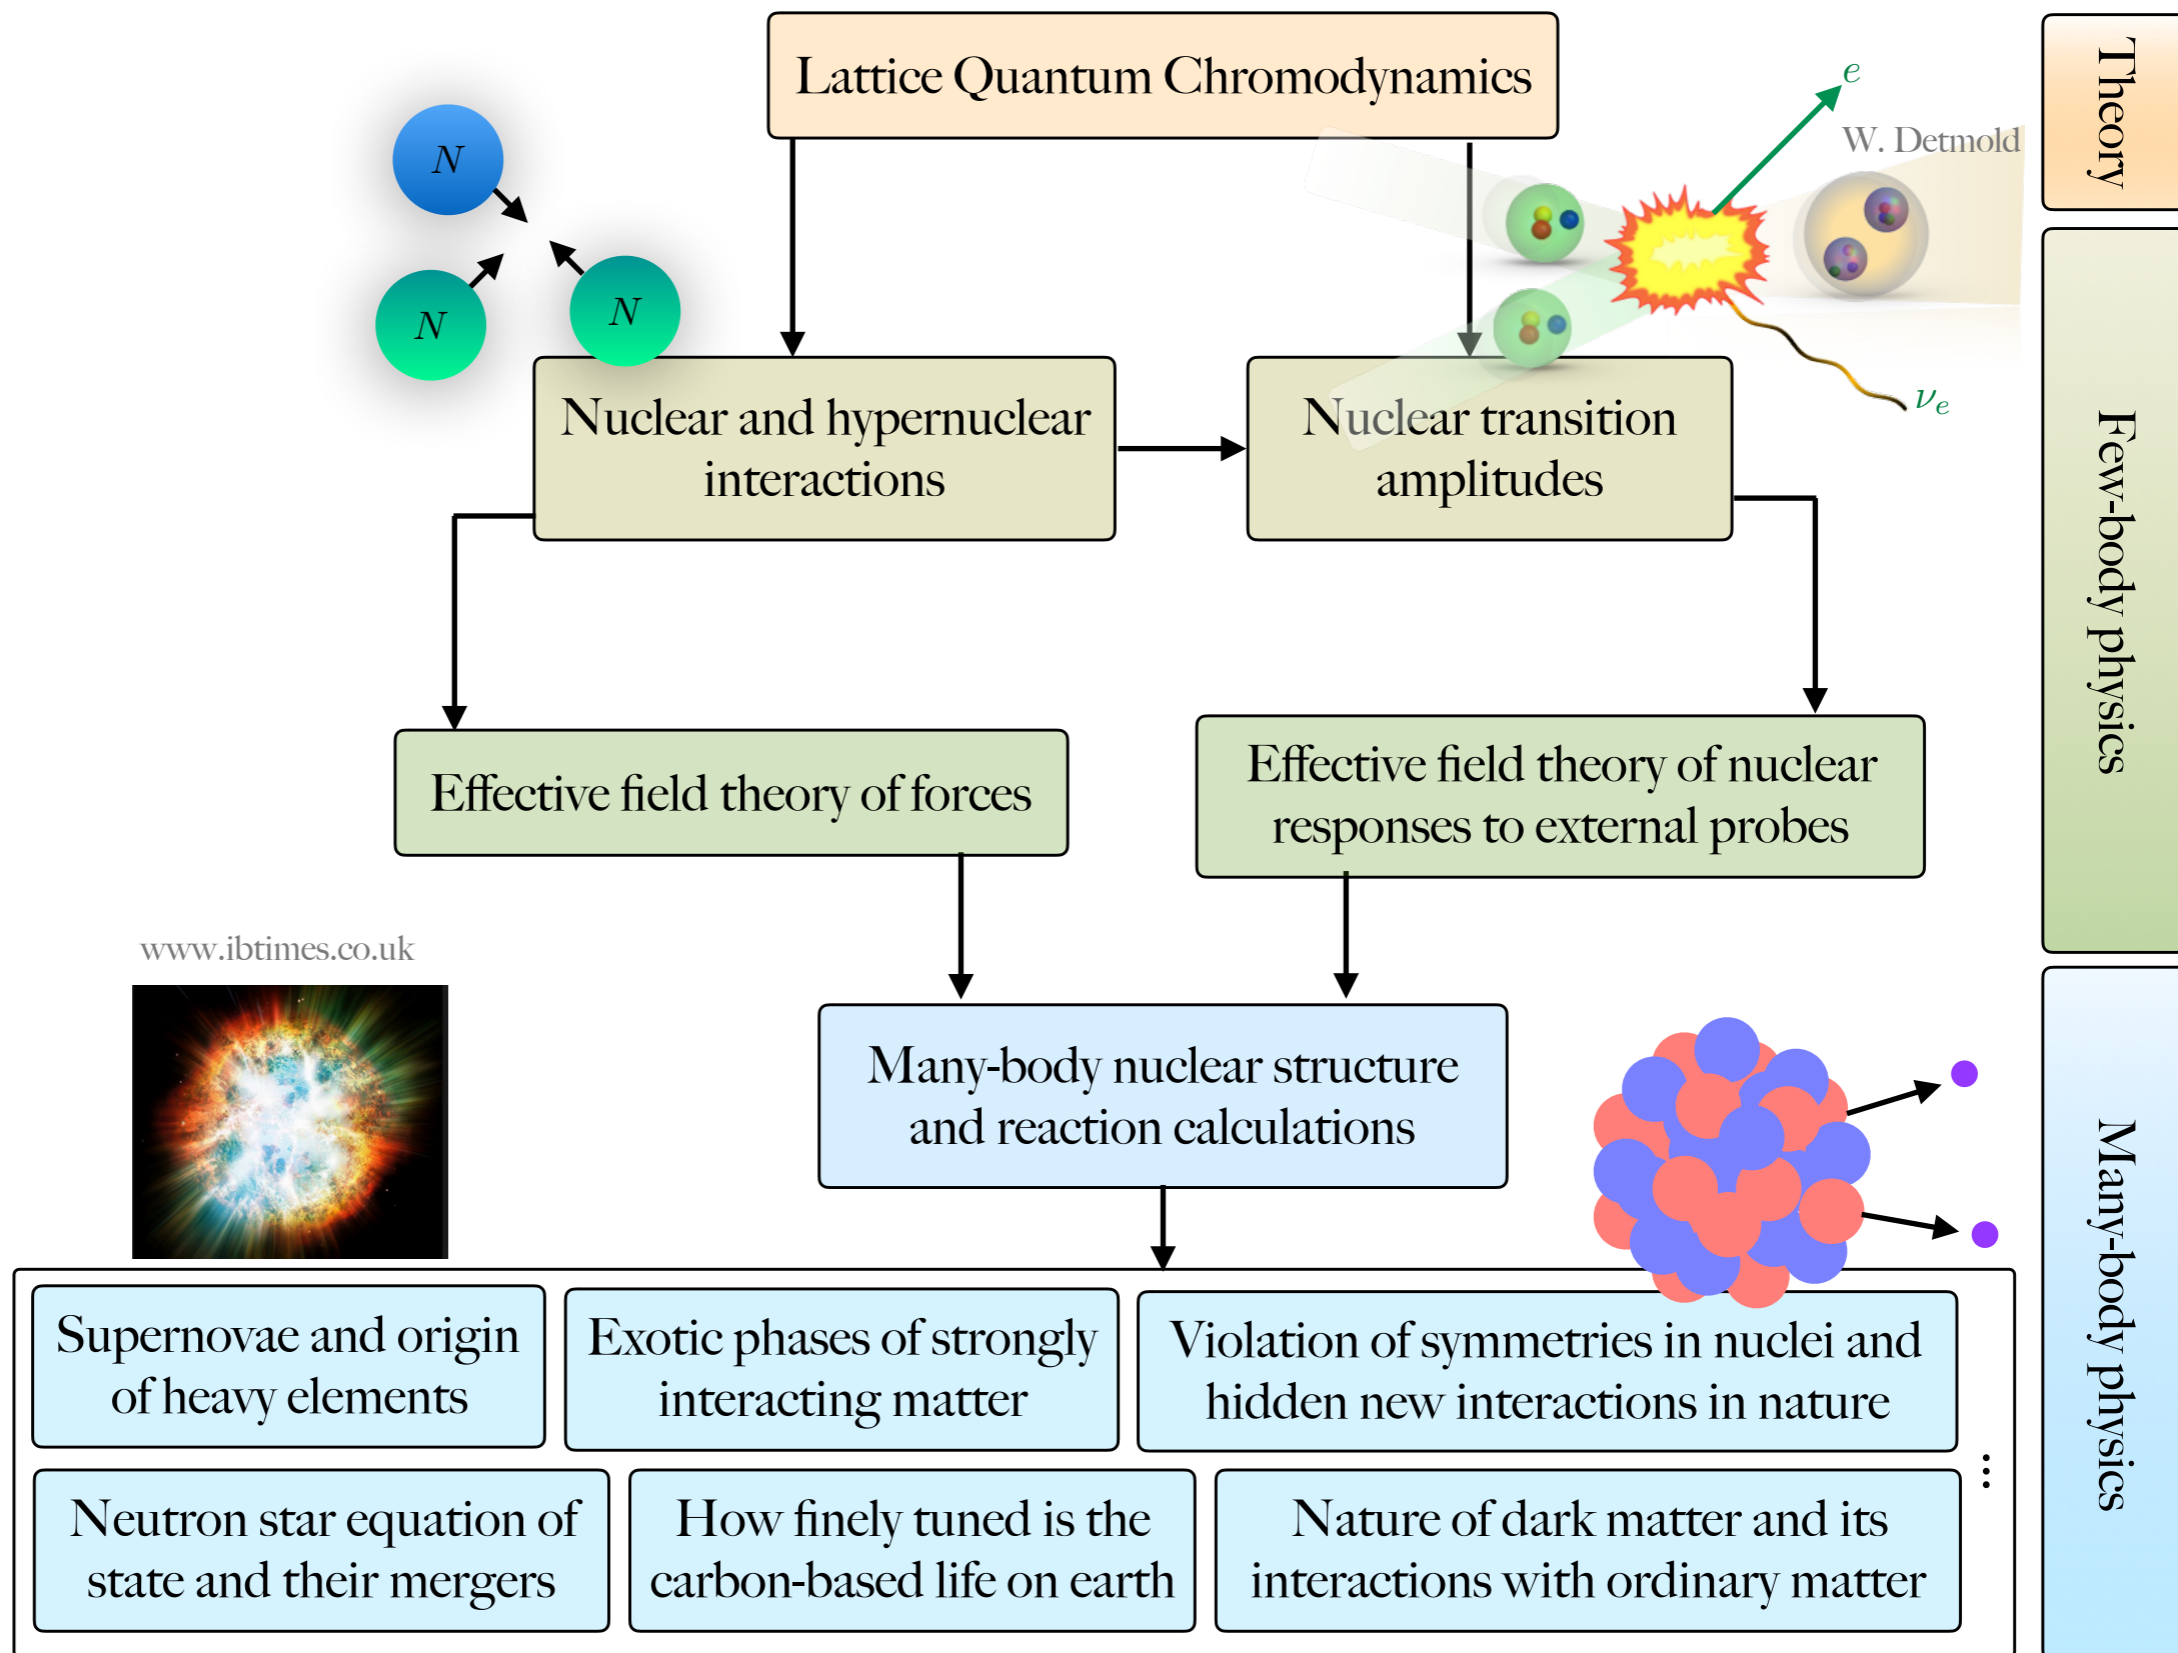 Lattice Quantum Chromodynamics
Theory
e
W. Detmold
N
N
N
ν_e
Nuclear and hypernuclear
interactions
Nuclear transition
amplitudes
Few-body physics
Effective field theory of forces
Effective field theory of nuclear
responses to external probes
www.ibtimes.co.uk
Many-body nuclear structure
and reaction calculations
Many-body physics
Supernovae and origin
of heavy elements
Exotic phases of strongly
interacting matter
Violation of symmetries in nuclei and
hidden new interactions in nature
Neutron star equation of
state and their mergers
How finely tuned is the
carbon-based life on earth
Nature of dark matter and its
interactions with ordinary matter
⋮